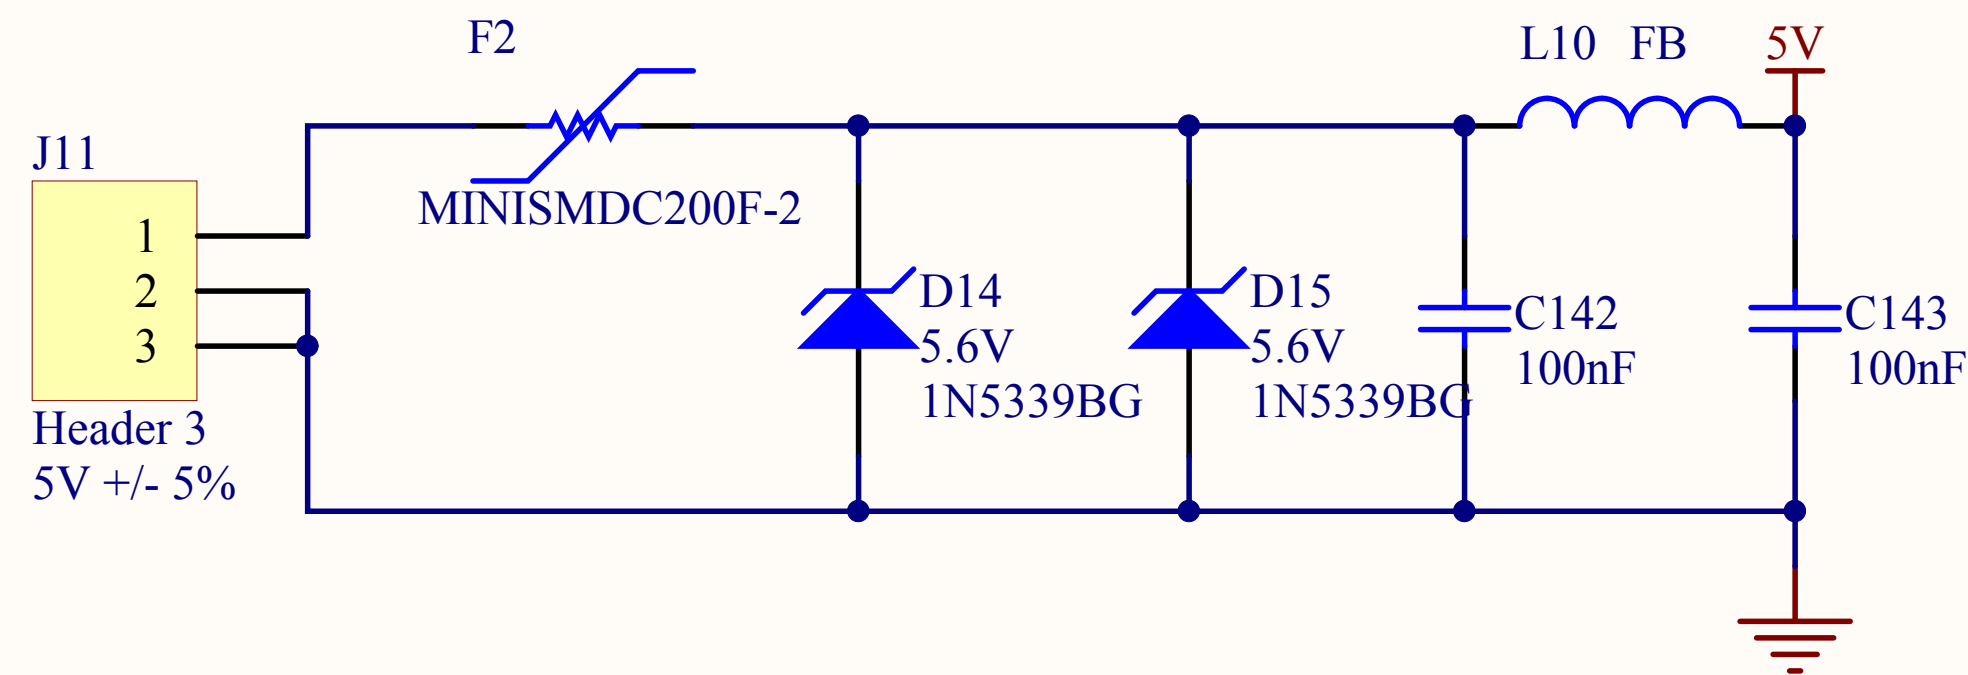 F2
L10 FB
5V
J11
1
2
3
MINISMDC200F-2
D14
5.6V
1N5339BG
D15
5.6V
1N5339BG
C142
100nF
C143
100nF
Header 3
5V +/- 5%